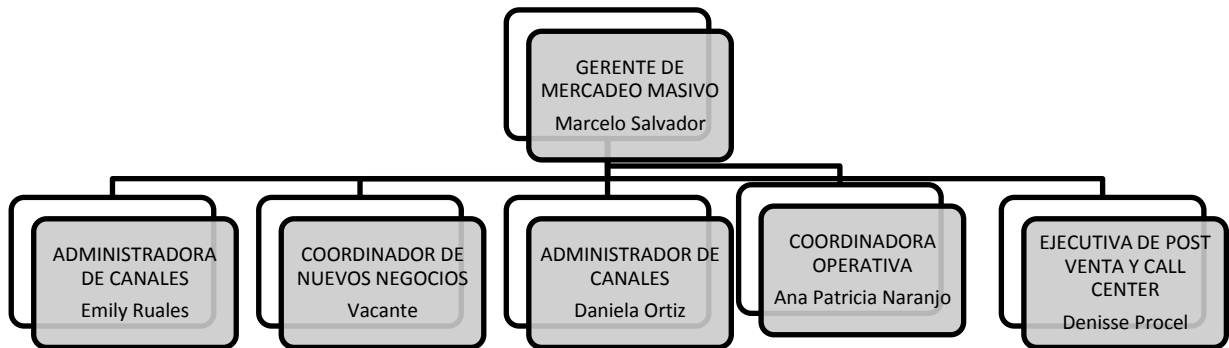 GERENTE DE
MERCADEO MASIVO
Marcelo Salvador
ADMINISTRADORA
DE CANALES
Emily Ruales
COORDINADOR DE
NUEVOS NEGOCIOS
Vacante
ADMINISTRADOR DE
CANALES
Daniela Ortiz
COORDINADORA
OPERATIVA
Ana Patricia Naranjo
EJECUTIVA DE POST
VENTA Y CALL
CENTER
Denisse Procel